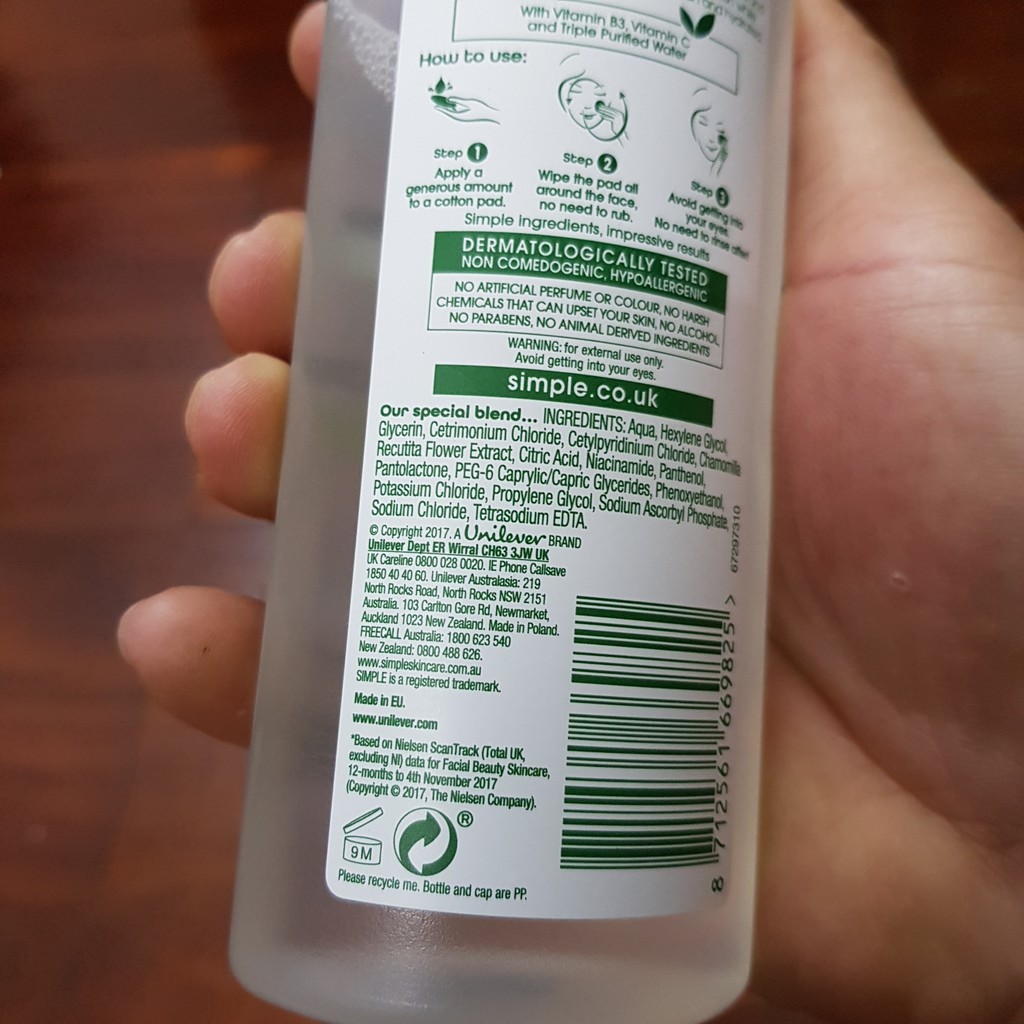 and hydrated
With Vitamin B3, Vitamin C
and Triple Purified Water
How to use:
Step 1
Apply a
generous amount
to a cotton pad.
Step 2
Wipe the pad all
around the face,
no need to rub.
Step 3
Avoid getting into
your eyes.
No need to rinse after!
Simple ingredients, impressive results
DERMATOLOGICALLY TESTED
NON COMEDOGENIC, HYPOALLERGENIC
NO ARTIFICIAL PERFUME OR COLOUR, NO HARSH
CHEMICALS THAT CAN UPSET YOUR SKIN, NO ALCOHOL
NO PARABENS, NO ANIMAL DERIVED INGREDIENTS
WARNING: for external use only.
Avoid getting into your eyes.
simple.co.uk
Our special blend... INGREDIENTS: Aqua, Hexylene Glycol,
Glycerin, Cetrimonium Chloride, Cetylpyridinium Chloride, Chamomilla
Recutita Flower Extract, Citric Acid, Niacinamide, Panthenol,
Pantolactone, PEG-6 Caprylic/Capric Glycerides, Phenoxyethanol,
Potassium Chloride, Propylene Glycol, Sodium Ascorbyl Phosphate,
Sodium Chloride, Tetrasodium EDTA.
© Copyright 2017. A Unilever BRAND
Unilever Dept ER Wirral CH63 3JW UK
UK Careline 0800 028 0020. IE Phone Callsave
1850 40 40 60. Unilever Australasia: 219
North Rocks Road, North Rocks NSW 2151
Australia. 103 Carlton Gore Rd, Newmarket,
Auckland 1023 New Zealand. Made in Poland.
FREECALL Australia: 1800 623 540
New Zealand: 0800 488 626.
www.simpleskincare.com.au
SIMPLE is a registered trademark.
Made in EU.
www.unilever.com
*Based on Nielsen ScanTrack (Total UK,
excluding NI) data for Facial Beauty Skincare,
12-months to 4th November 2017
(Copyright © 2017, The Nielsen Company).
9M
®
Please recycle me. Bottle and cap are PP.
67297310
8 712561 669825 >